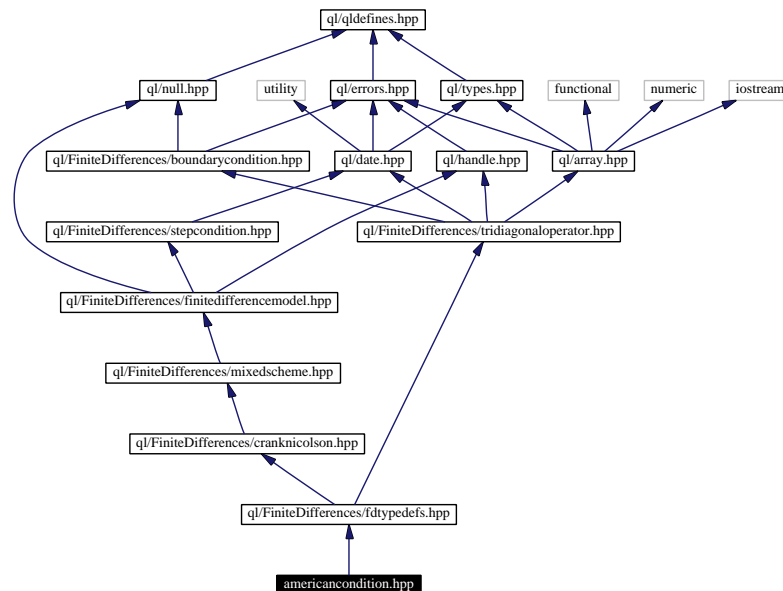 ql/qldefines.hpp
ql/null.hpp
utility
ql/errors.hpp
ql/types.hpp
functional
numeric
iostream
ql/FiniteDifferences/boundarycondition.hpp
ql/date.hpp
ql/handle.hpp
ql/array.hpp
ql/FiniteDifferences/stepcondition.hpp
ql/FiniteDifferences/tridiagonaloperator.hpp
ql/FiniteDifferences/finitedifferencemodel.hpp
ql/FiniteDifferences/mixedscheme.hpp
ql/FiniteDifferences/cranknicolson.hpp
ql/FiniteDifferences/fdtypedefs.hpp
americancondition.hpp